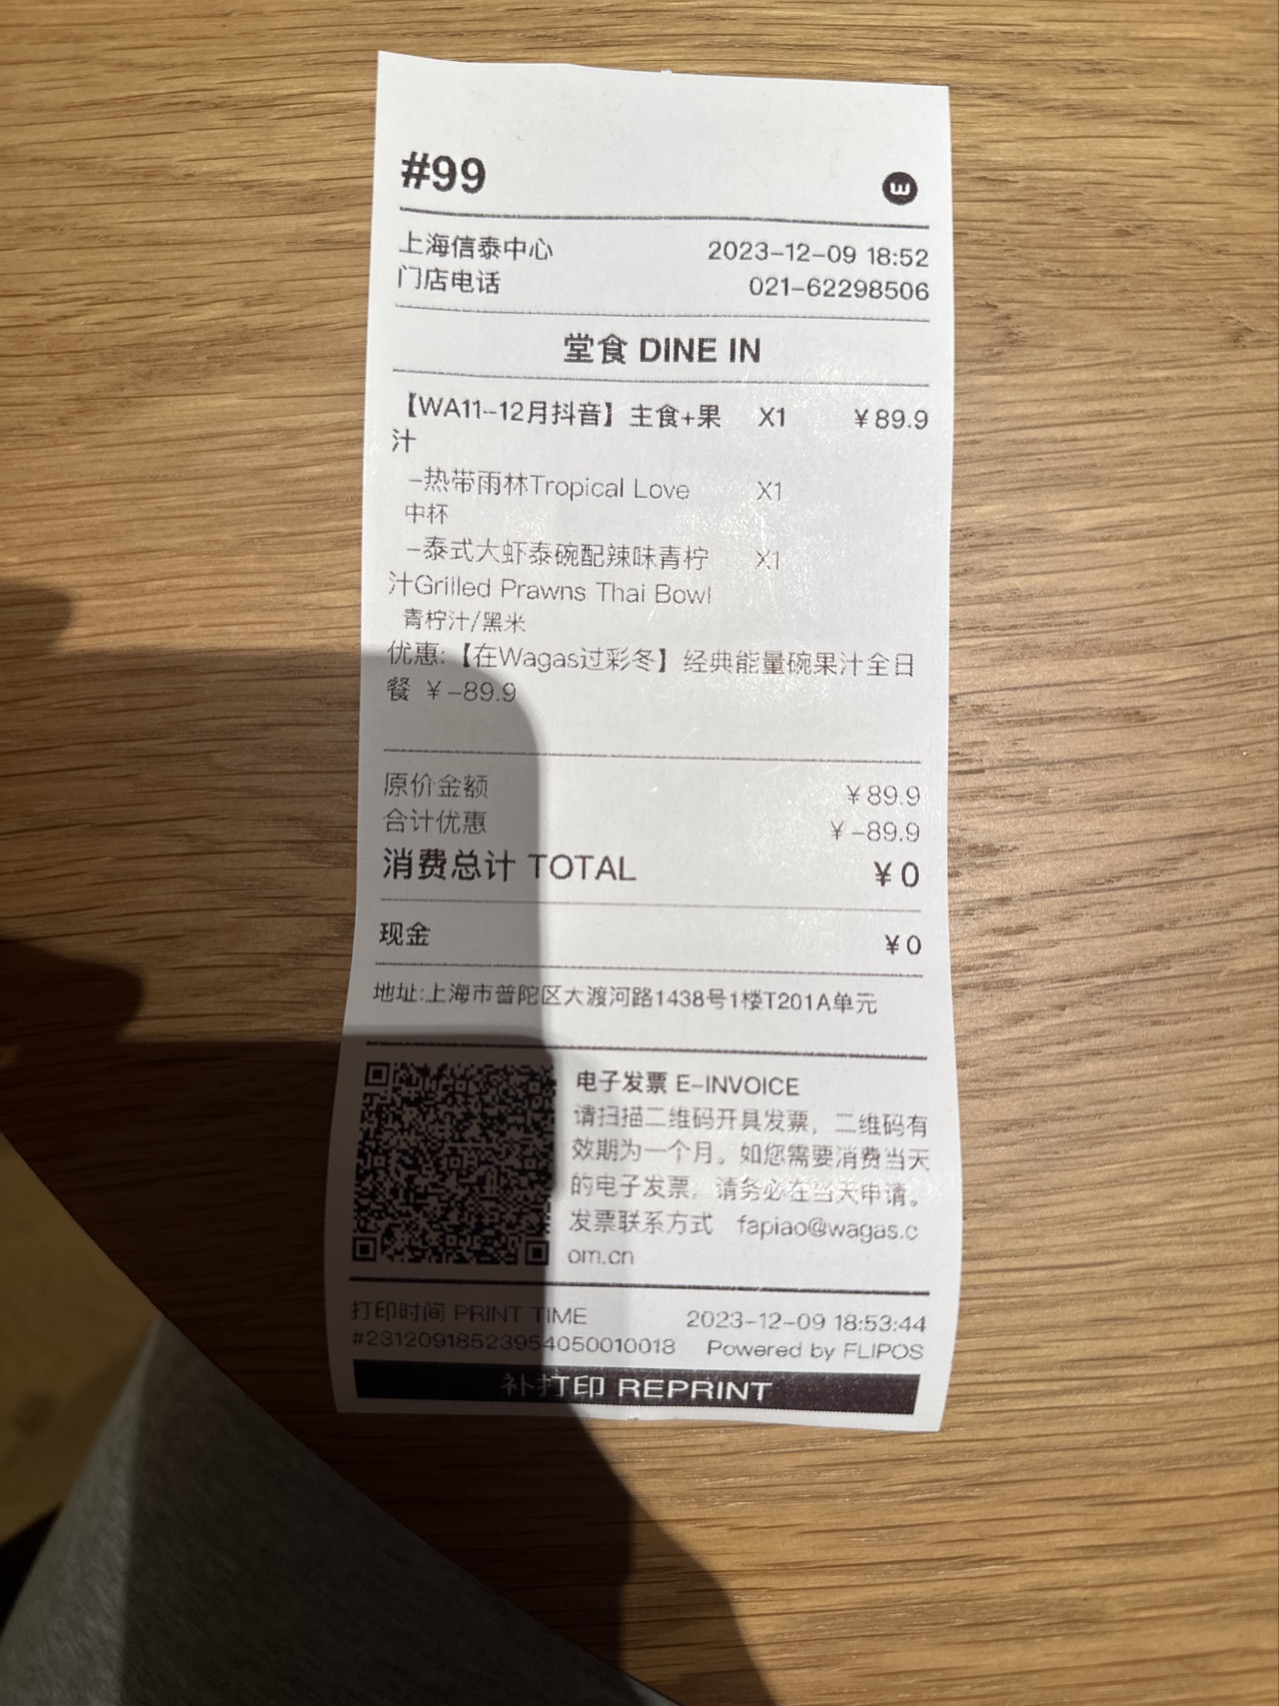 #99
上海信泰中心 2023-12-09 18:52
门店电话 021-62298506
堂食 DINE IN
【WA11-12月抖音】主食+果 X1 ¥89.9
汁
-热带雨林Tropical Love X1
中杯
-泰式大虾泰碗配辣味青柠 X1
汁Grilled Prawns Thai Bowl
青柠汁/黑米
优惠:【在Wagas过彩冬】经典能量碗果汁全日
餐 ¥-89.9
原价金额 ¥89.9
合计优惠 ¥-89.9
消费总计 TOTAL ¥0
现金 ¥0
地址:上海市普陀区大渡河路1438号1楼T201A单元
电子发票 E-INVOICE
请扫描二维码开具发票，二维码有
效期为一个月。如您需要消费当天
的电子发票，请务必在当天申请。
发票联系方式 fapiao@wagas.c
om.cn
打印时间 PRINT TIME 2023-12-09 18:53:44
#23120918523954050010018 Powered by FLIPOS
补打印 REPRINT